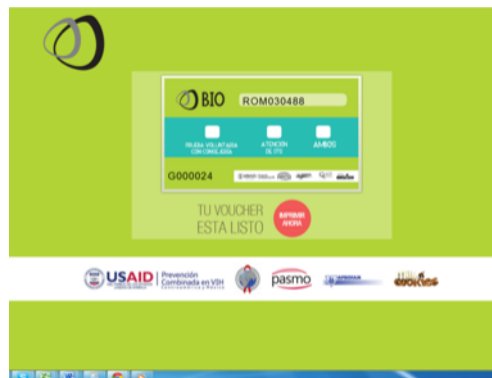 BIO
ROM030488
PRUEBA VOLUNTARIA
CON CONSEJERÍA
ATENCIÓN
DE ITS
AMBOS
G000024
TU VOUCHER
ESTA LISTO
IMPRIMIR
AHORA
USAID
Prevención
Combinada en VIH
pasmo
COOKIES